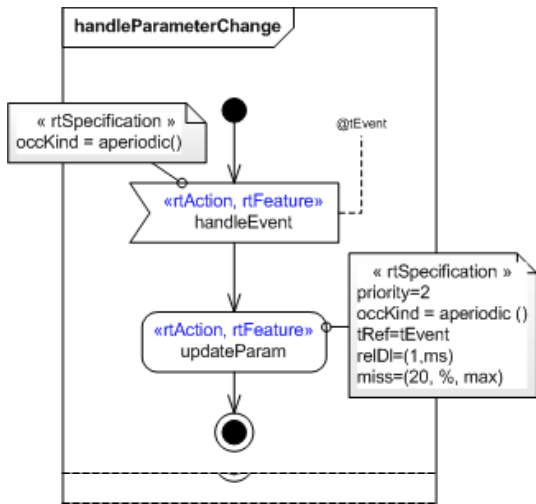 handleParameterChange
« rtSpecification »
occKind = aperiodic()
@tEvent
«rtAction, rtFeature»
handleEvent
« rtSpecification »
priority=2
occKind = aperiodic ()
tRef=tEvent
relDl=(1,ms)
miss=(20, %, max)
«rtAction, rtFeature»
updateParam